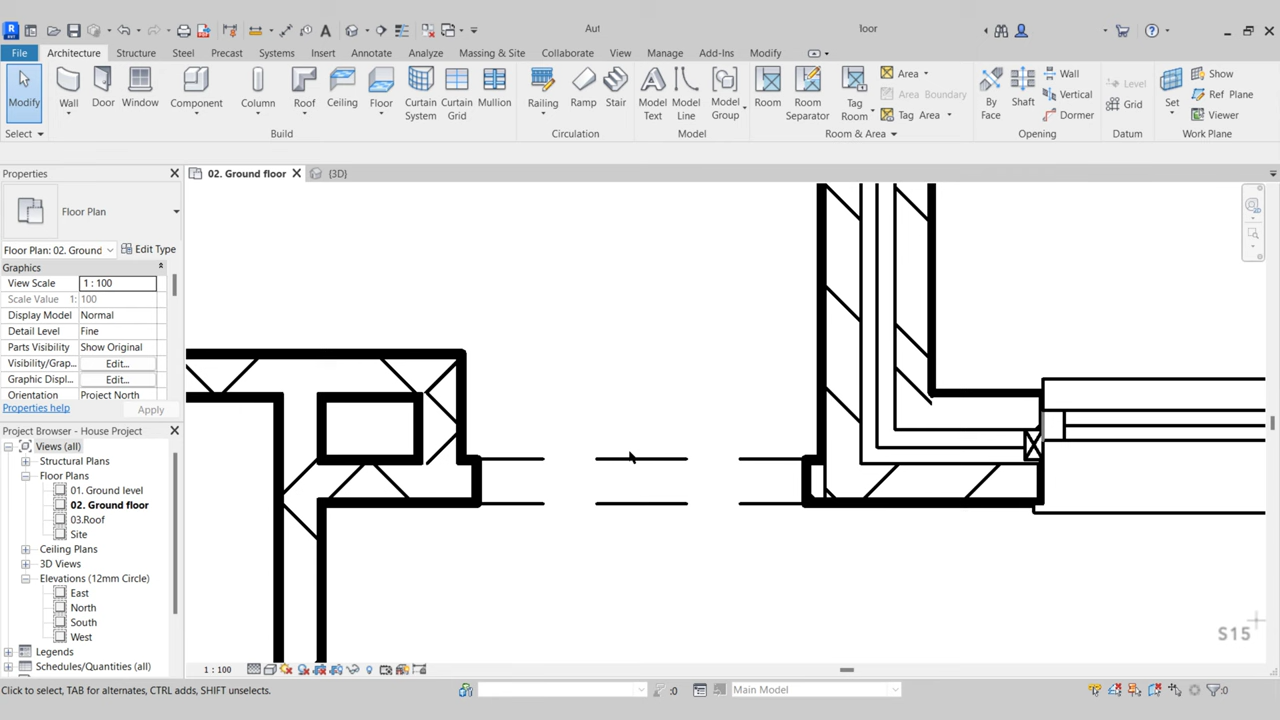 Aut
loor
File Architecture Structure Steel Precast Systems Insert Annotate Analyze Massing & Site Collaborate View Manage Add-Ins Modify
Modify
Wall
Door
Window
Component
Column
Roof
Ceiling
Floor
Curtain System
Curtain Grid
Mullion
Railing
Ramp
Stair
Model Text
Model Line
Model Group
Room
Room Separator
Tag Room
Area
Area Boundary
Tag Area
By Face
Shaft
Wall
Vertical
Dormer
Level
Grid
Set
Show
Ref Plane
Viewer
Select
Build
Circulation
Model
Room & Area
Opening
Datum
Work Plane
Properties
02. Ground floor
{3D}
Floor Plan
Floor Plan: 02. Ground
Edit Type
Graphics
View Scale 1 : 100
Scale Value 1: 100
Display Model Normal
Detail Level Fine
Parts Visibility Show Original
Visibility/Grap... Edit...
Graphic Displ... Edit...
Orientation Project North
Properties help
Apply
Project Browser - House Project
Views (all)
Structural Plans
Floor Plans
01. Ground level
02. Ground floor
03.Roof
Site
Ceiling Plans
3D Views
Elevations (12mm Circle)
East
North
South
West
Legends
Schedules/Quantities (all)
S15
1 : 100
Click to select, TAB for alternates, CTRL adds, SHIFT unselects.
:0
Main Model
:0